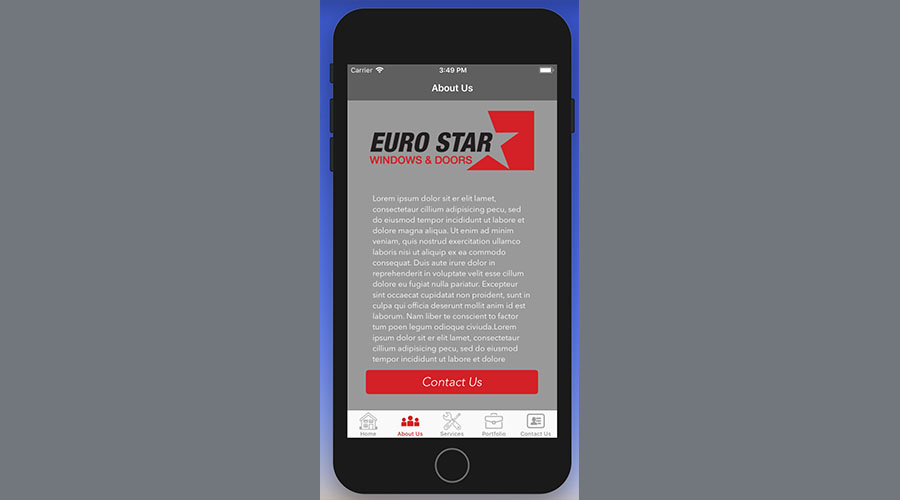 Carrier 3:49 PM
About Us
EURO STAR
WINDOWS & DOORS
Lorem ipsum dolor sit er elit lamet,
consectetaur cillium adipisicing pecu, sed
do eiusmod tempor incididunt ut labore et
dolore magna aliqua. Ut enim ad minim
veniam, quis nostrud exercitation ullamco
laboris nisi ut aliquip ex ea commodo
consequat. Duis aute irure dolor in
reprehenderit in voluptate velit esse cillum
dolore eu fugiat nulla pariatur. Excepteur
sint occaecat cupidatat non proident, sunt in
culpa qui officia deserunt mollit anim id est
laborum. Nam liber te conscient to factor
tum poen legum odioque civiuda.Lorem
ipsum dolor sit er elit lamet, consectetaur
cillium adipisicing pecu, sed do eiusmod
tempor incididunt ut labore et dolore
Contact Us
Home About Us Services Portfolio Contact Us